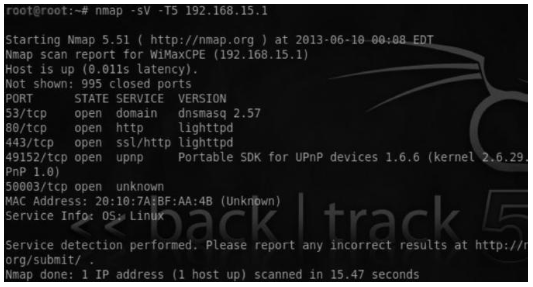 root@root:~# nmap -sV -T5 192.168.15.1
Starting Nmap 5.51 ( http://nmap.org ) at 2013-06-10 00:08 EDT
Nmap scan report for WiMaxCPE (192.168.15.1)
Host is up (0.011s latency).
Not shown: 995 closed ports
PORT STATE SERVICE VERSION
53/tcp open domain dnsmasq 2.57
80/tcp open http lighttpd
443/tcp open ssl/http lighttpd
49152/tcp open upnp Portable SDK for UPnP devices 1.6.6 (kernel 2.6.29.
PnP 1.0)
50003/tcp open unknown
MAC Address: 20:10:7A:BF:AA:4B (Unknown)
Service Info: OS: Linux
<< back | track 5
Service detection performed. Please report any incorrect results at http://n
org/submit/ .
Nmap done: 1 IP address (1 host up) scanned in 15.47 seconds